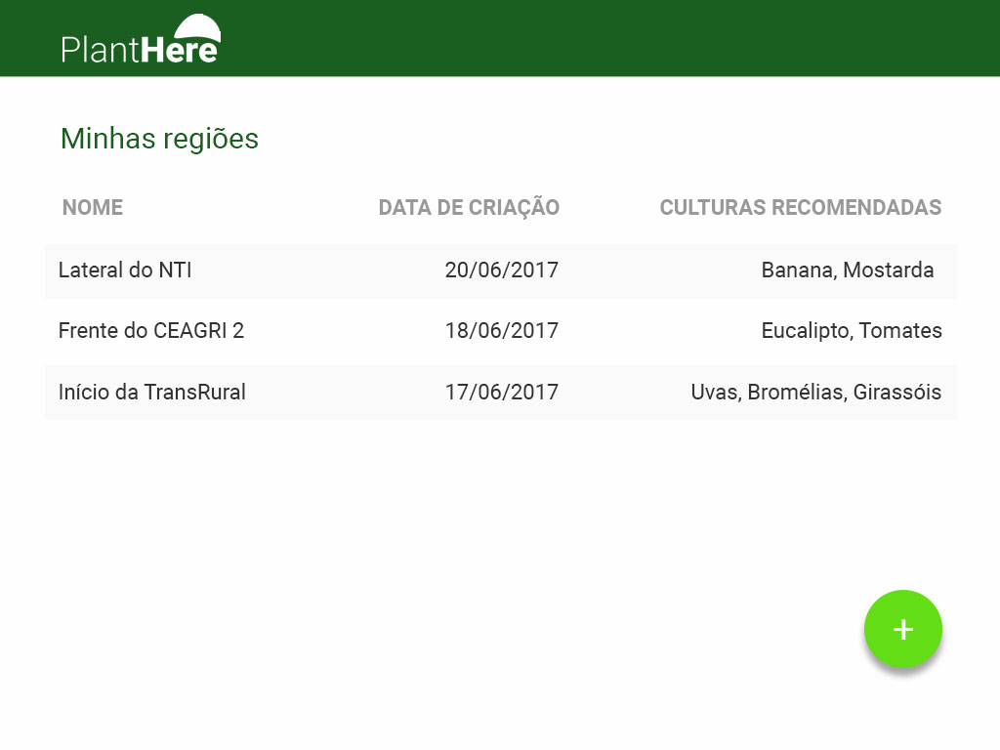 PlantHere
Minhas regiões
NOME DATA DE CRIAÇÃO CULTURAS RECOMENDADAS
Lateral do NTI 20/06/2017 Banana, Mostarda
Frente do CEAGRI 2 18/06/2017 Eucalipto, Tomates
Início da TransRural 17/06/2017 Uvas, Bromélias, Girassóis
+